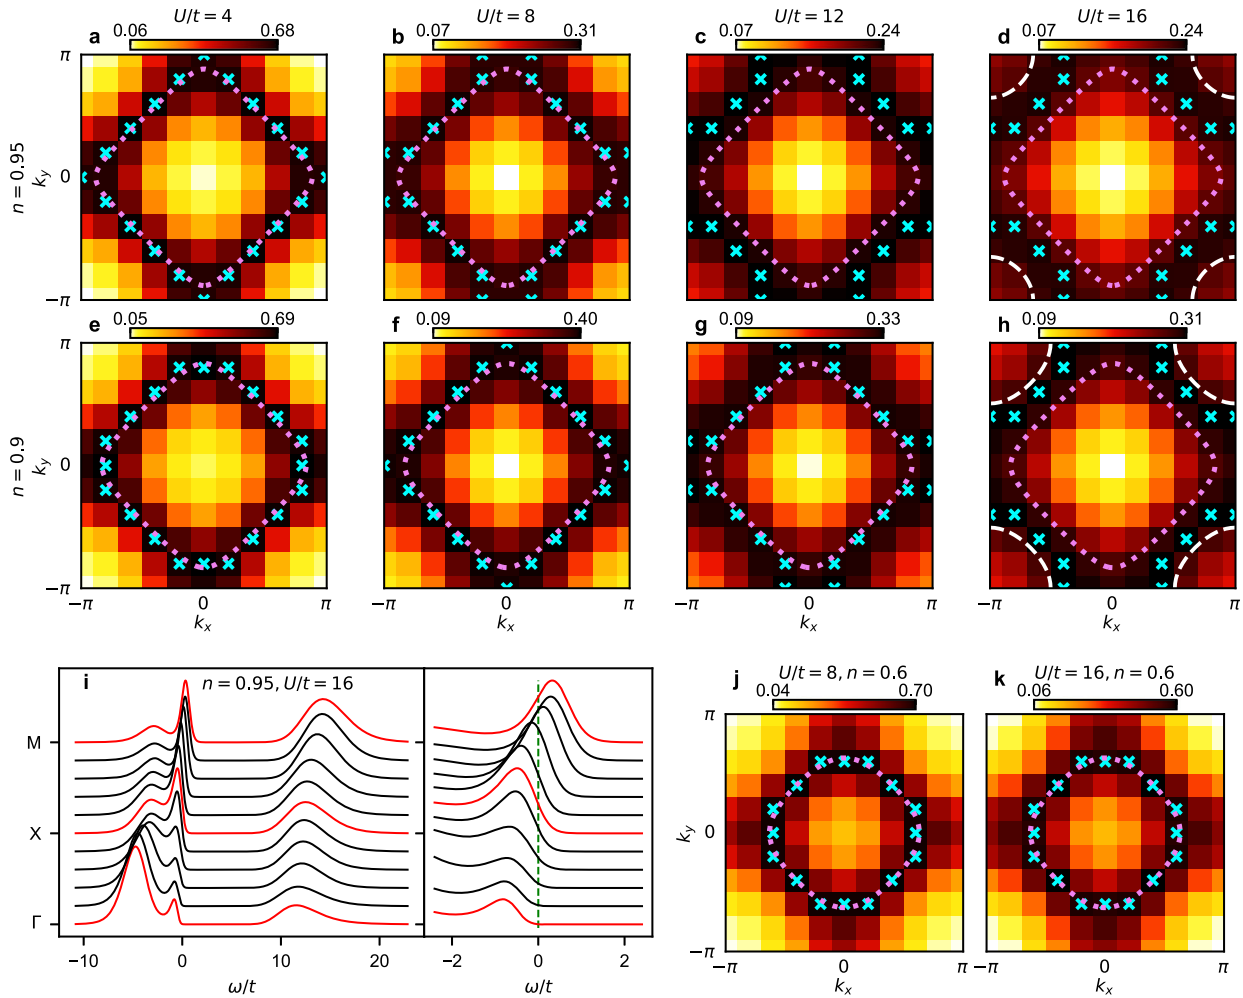 U/t = 4 U/t = 8 U/t = 12 U/t = 16
a 0.06 0.68 b 0.07 0.31 c 0.07 0.24 d 0.07 0.24
π
n = 0.95 k_y 0
−π
e 0.05 0.69 f 0.09 0.40 g 0.09 0.33 h 0.09 0.31
π
n = 0.9 k_y 0
−π
−π 0 π −π 0 π −π 0 π −π 0 π
k_x k_x k_x k_x
i n = 0.95, U/t = 16
M
X
Γ
−10 0 10 20 −2 0 2
ω/t ω/t
j U/t = 8, n = 0.6 k U/t = 16, n = 0.6
0.04 0.70 0.06 0.60
π π
k_y 0 0
−π −π
−π 0 π −π 0 π
k_x k_x